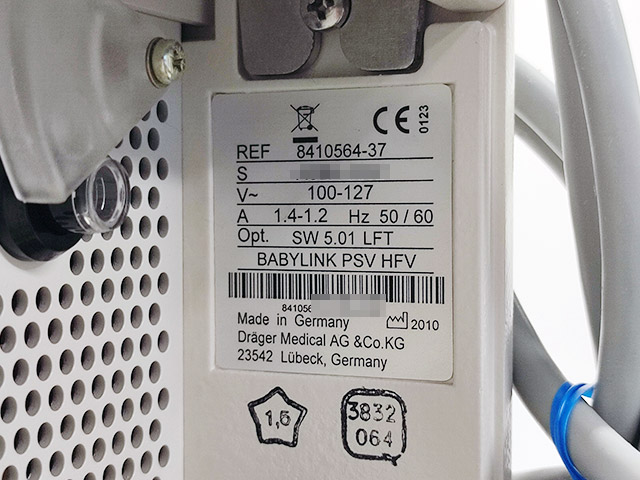 CE 0123
REF 8410564-37
S
V~ 100-127
A 1.4-1.2 Hz 50 / 60
Opt. SW 5.01 LFT
BABYLINK PSV HFV
84105
Made in Germany 2010
Dräger Medical AG &Co.KG
23542 Lübeck, Germany
1,5
3832
064